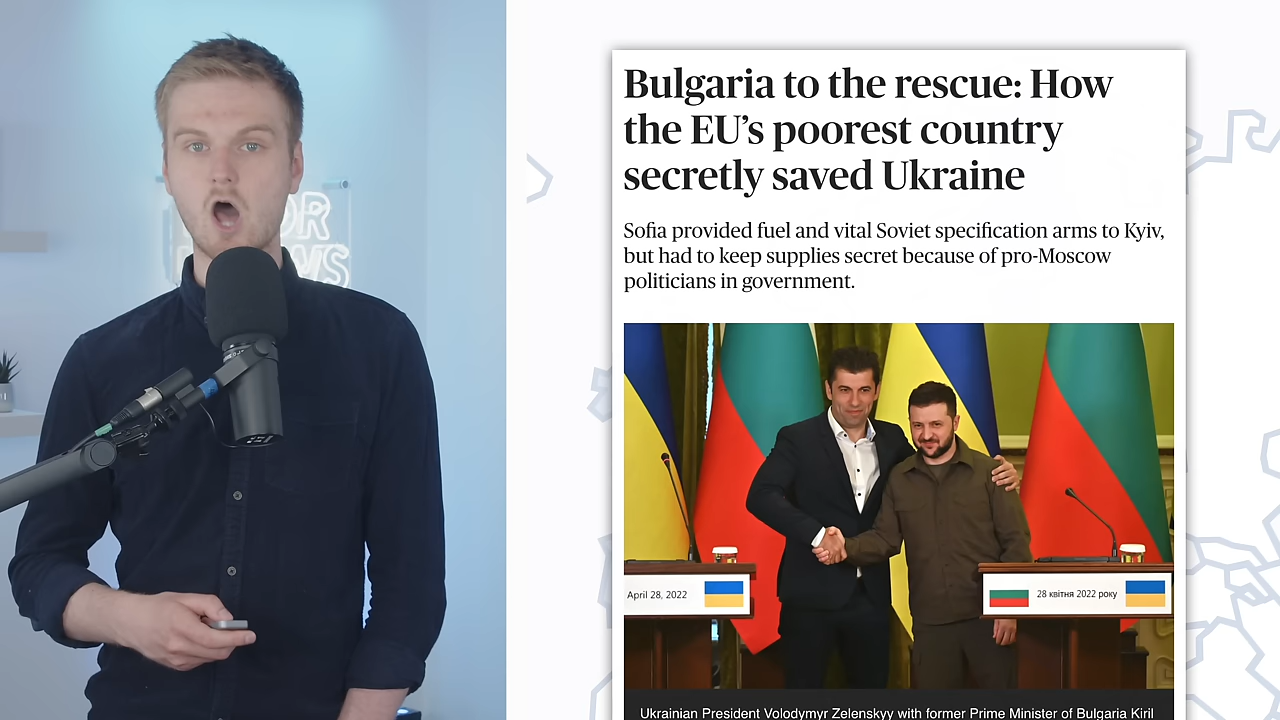 Bulgaria to the rescue: How
the EU's poorest country
secretly saved Ukraine
Sofia provided fuel and vital Soviet specification arms to Kyiv,
but had to keep supplies secret because of pro-Moscow
politicians in government.
April 28, 2022
28 квітня 2022 року
Ukrainian President Volodymyr Zelenskyy with former Prime Minister of Bulgaria Kiril